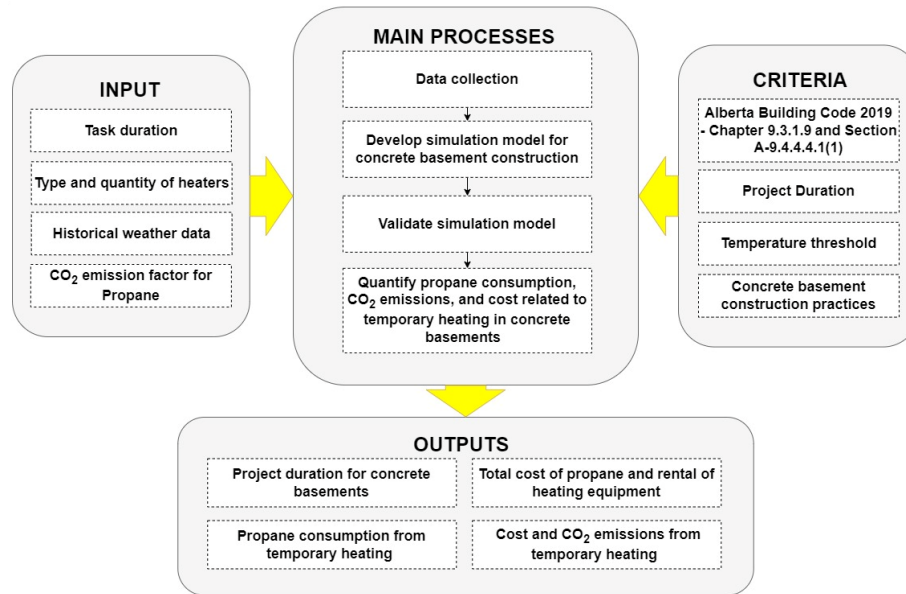 INPUT
Task duration
Type and quantity of heaters
Historical weather data
CO₂ emission factor for
Propane
MAIN PROCESSES
Data collection
Develop simulation model for
concrete basement construction
Validate simulation model
Quantify propane consumption,
CO₂ emissions, and cost related to
temporary heating in concrete
basements
CRITERIA
Alberta Building Code 2019
- Chapter 9.3.1.9 and Section
A-9.4.4.4.1(1)
Project Duration
Temperature threshold
Concrete basement
construction practices
OUTPUTS
Project duration for concrete
basements
Total cost of propane and rental of
heating equipment
Propane consumption from
temporary heating
Cost and CO₂ emissions from
temporary heating